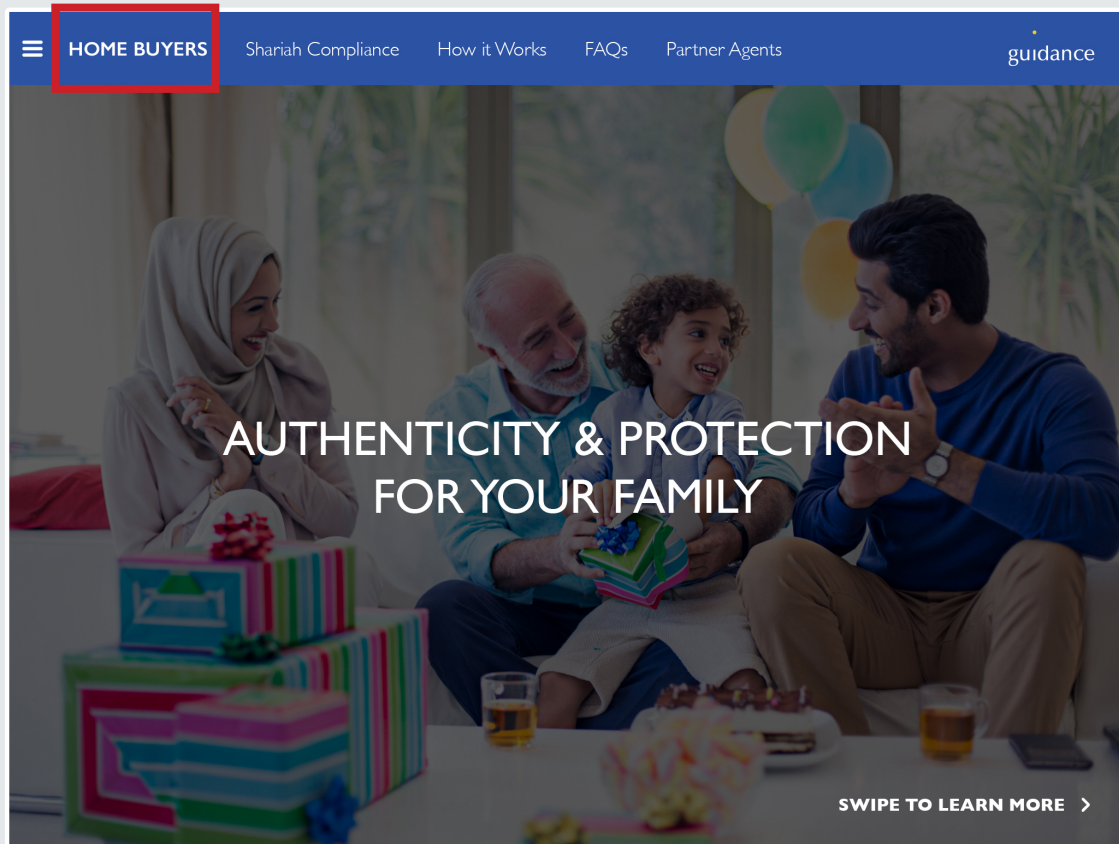 HOME BUYERS Shariah Compliance How it Works FAQs Partner Agents guidance
AUTHENTICITY & PROTECTION
FOR YOUR FAMILY
SWIPE TO LEARN MORE >